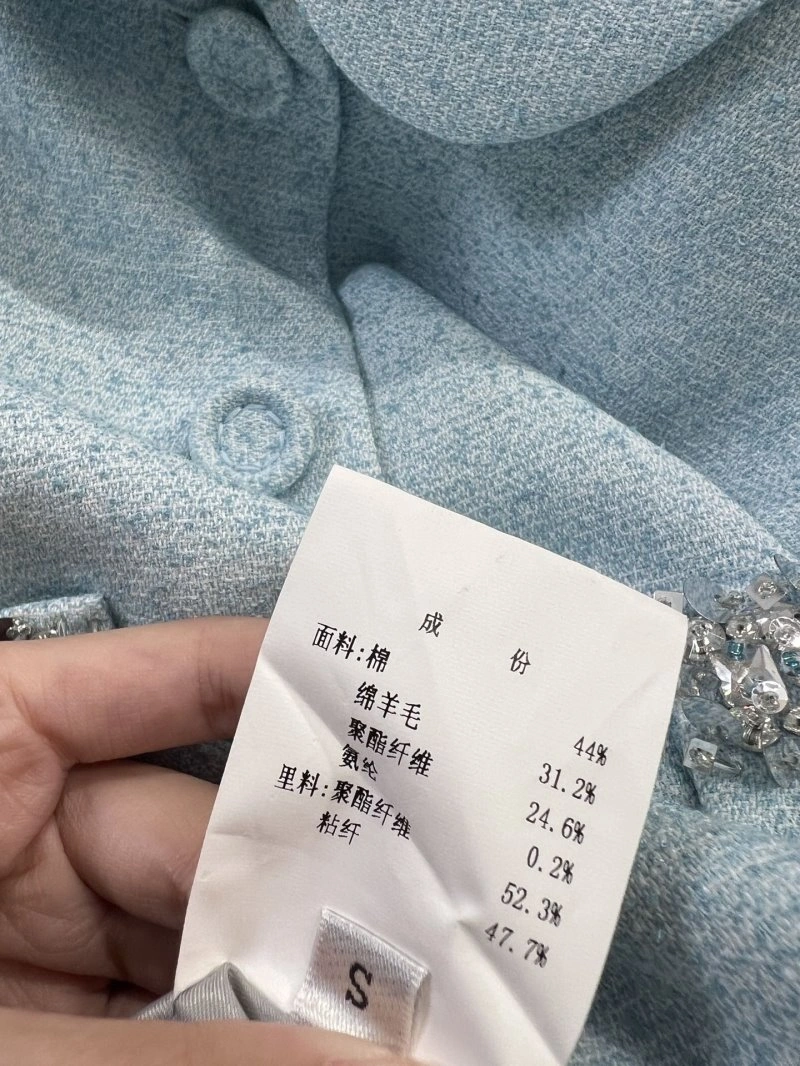 成 份
面料:棉 44%
绵羊毛 31.2%
聚酯纤维 24.6%
氨纶 0.2%
里料:聚酯纤维 52.3%
粘纤 47.7%
S